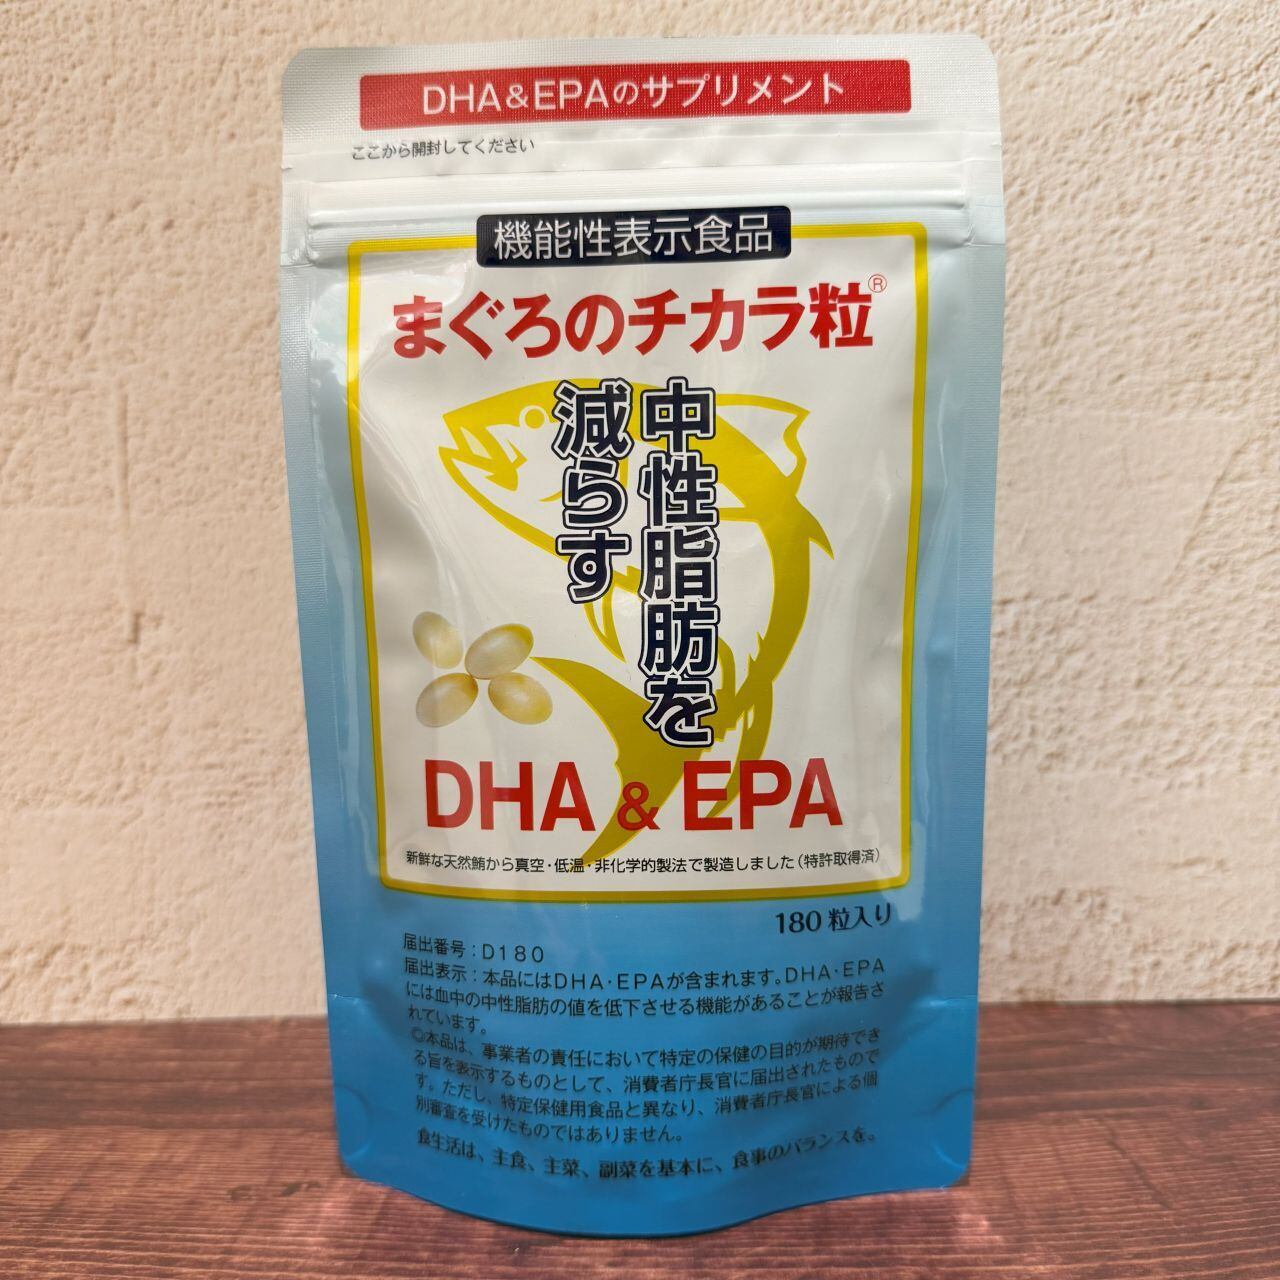 DHA&EPAのサプリメント
ここから開封してください
機能性表示食品
まぐろのチカラ粒®
中性脂肪を
減らす
DHA & EPA
新鮮な天然鮪から真空・低温・非化学的製法で製造しました(特許取得済)
180粒入り
届出番号：D180
届出表示：本品にはDHA・EPAが含まれます。DHA・EPA
には血中の中性脂肪の値を低下させる機能があることが報告さ
れています。
◎本品は、事業者の責任において特定の保健の目的が期待でき
る旨を表示するものとして、消費者庁長官に届出されたもので
す。ただし、特定保健用食品と異なり、消費者庁長官による個
別審査を受けたものではありません。
食生活は、主食、主菜、副菜を基本に、食事のバランスを。